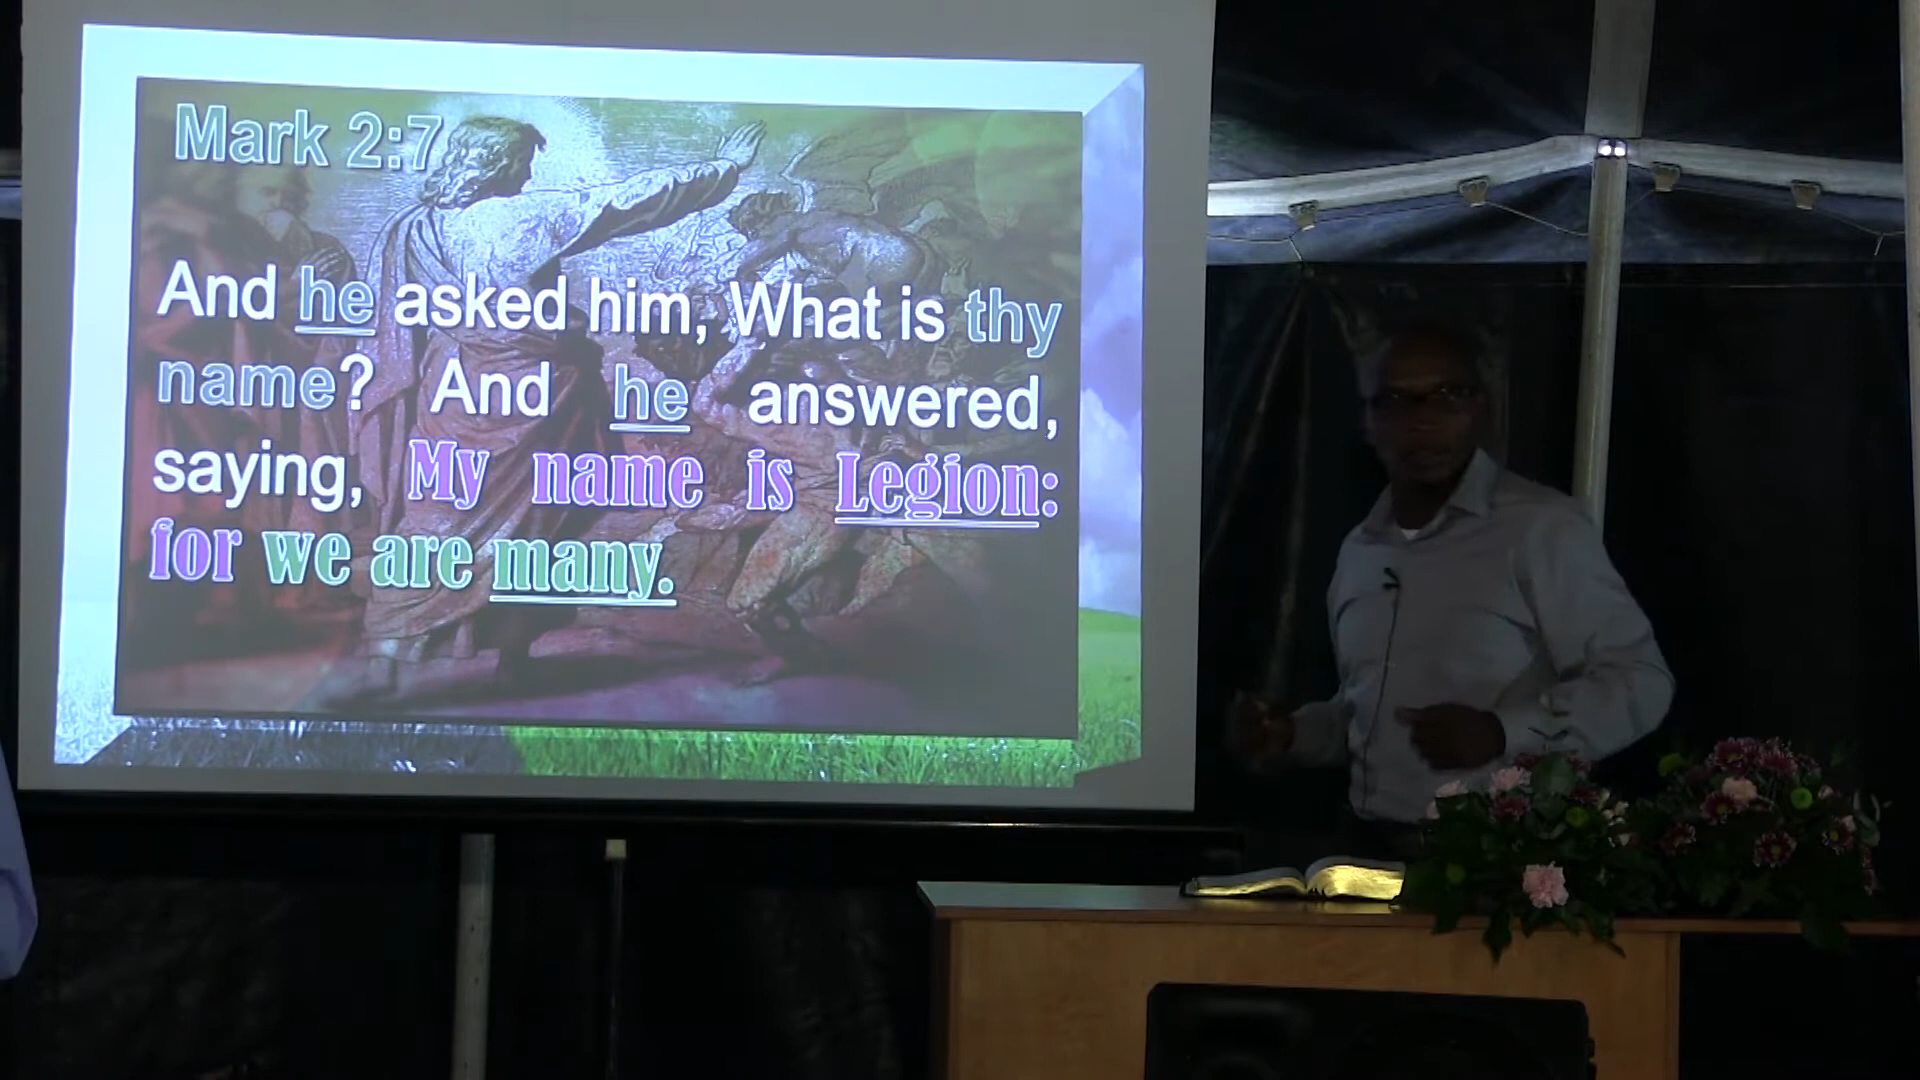 Mark 2:7
And he asked him, What is thy
name? And he answered,
saying, My name is Legion:
for we are many.